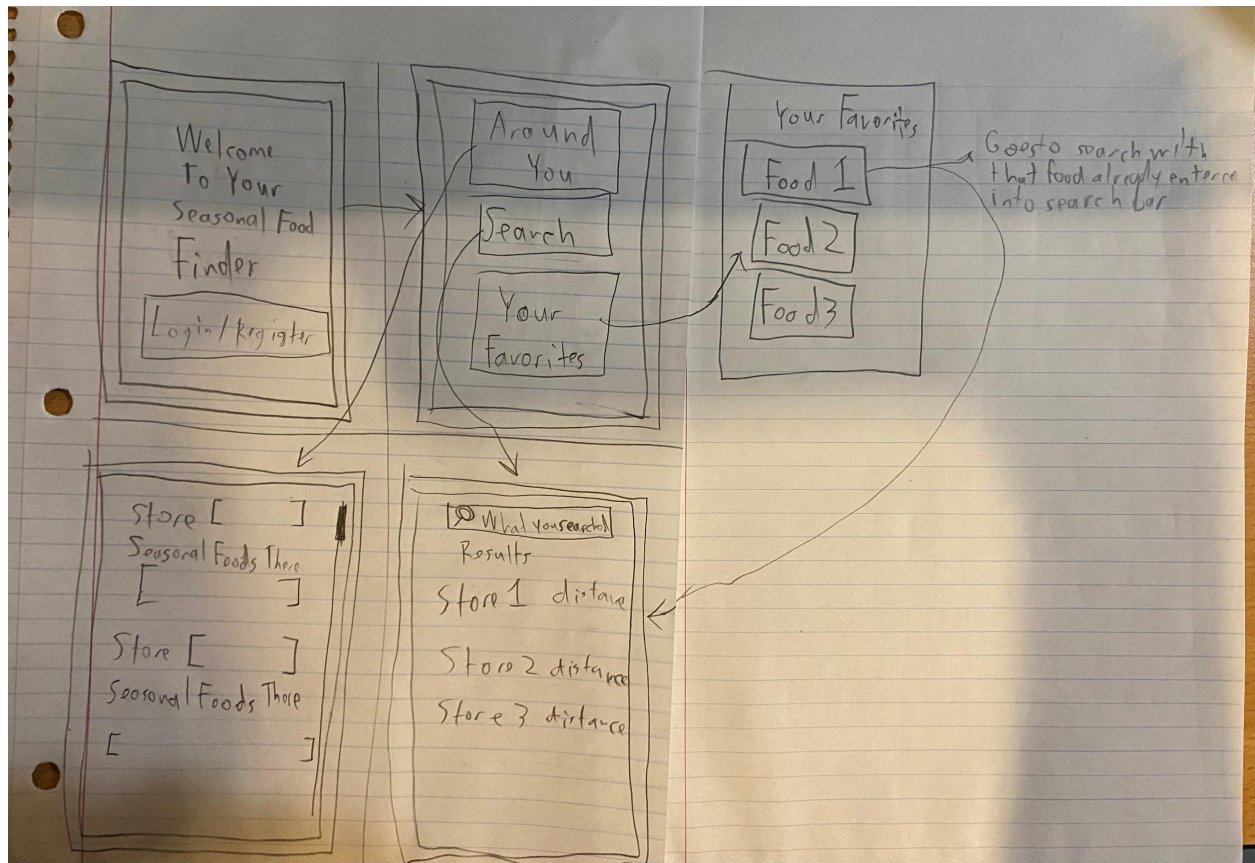 Welcome
To Your
Seasonal Food
Finder
Login/Register
Around
You
Search
Your
Favorites
Your Favorites
Food 1
Food 2
Food 3
Goes to search with
that food already entered
into search bar
Store [ ]
Seasonal Foods There
[ ]
Store [ ]
Seasonal Foods There
[ ]
What you searched
Results
Store 1 distance
Store 2 distance
Store 3 distance